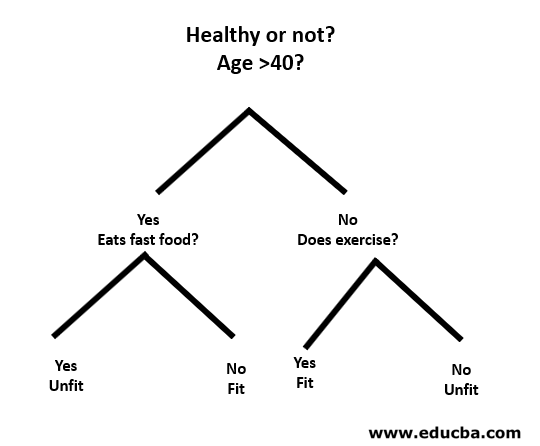 Healthy or not?
Age >40?
Yes
Eats fast food?
No
Does exercise?
Yes
Unfit
No
Fit
Yes
Fit
No
Unfit
www.educba.com